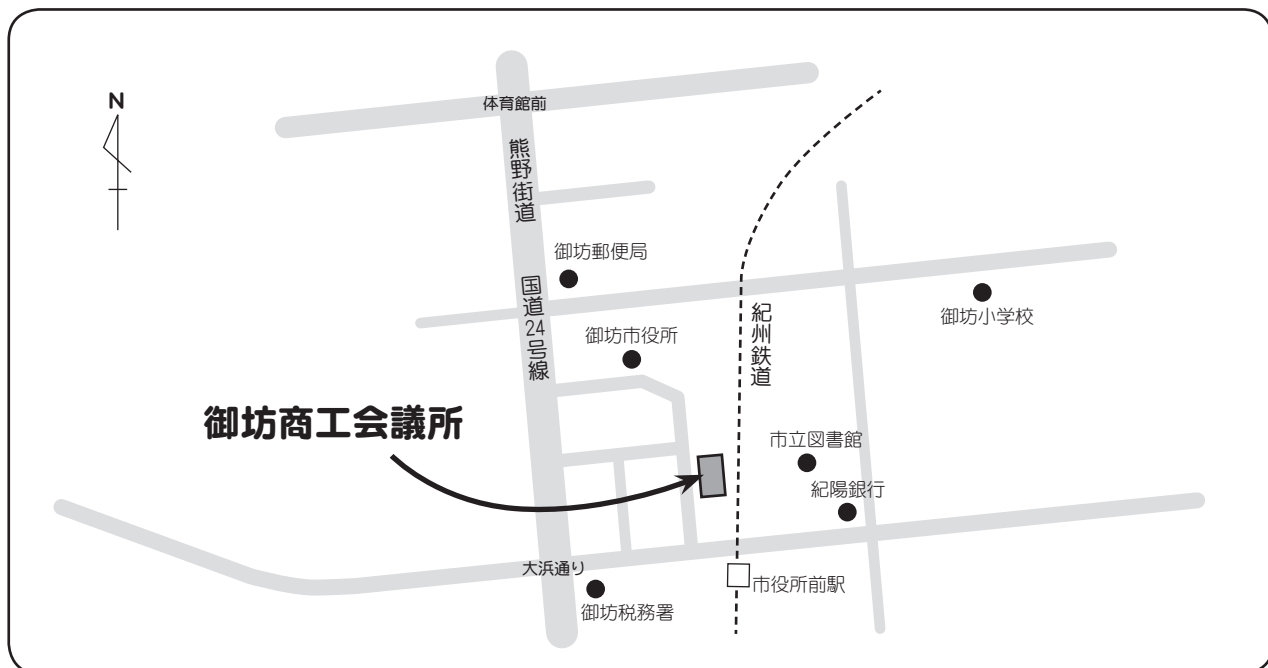 N
体育館前
熊野街道
御坊郵便局
国道24号線
紀州鉄道
御坊小学校
御坊市役所
御坊商工会議所
市立図書館
紀陽銀行
大浜通り
市役所前駅
御坊税務署